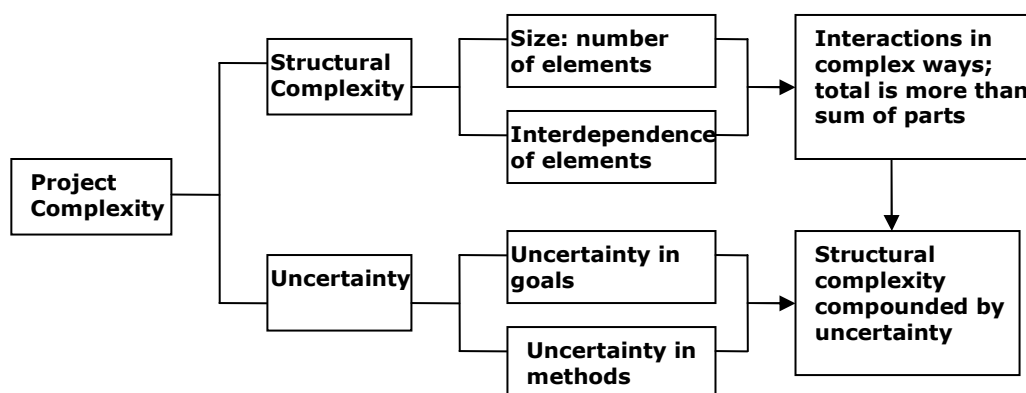 Project
Complexity
Structural
Complexity
Uncertainty
Size: number
of elements
Interdependence
of elements
Uncertainty in
goals
Uncertainty in
methods
Interactions in
complex ways;
total is more than
sum of parts
Structural
complexity
compounded by
uncertainty